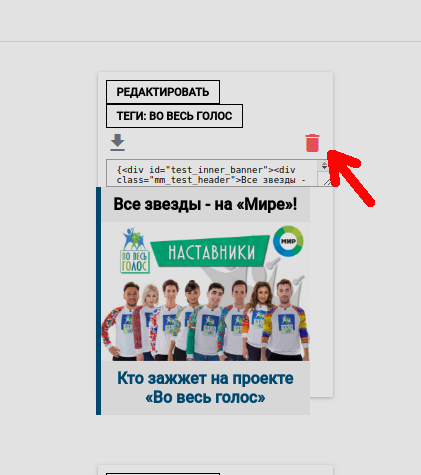 РЕДАКТИРОВАТЬ
ТЕГИ: ВО ВЕСЬ ГОЛОС
{<div id="test_inner_banner"><div
class="mm_test_header">Все звезды -
Все звезды - на «Мире»!
ВО ВЕСЬ
ГОЛОС
НАСТАВНИКИ
МИР
Кто зажжет на проекте
«Во весь голос»